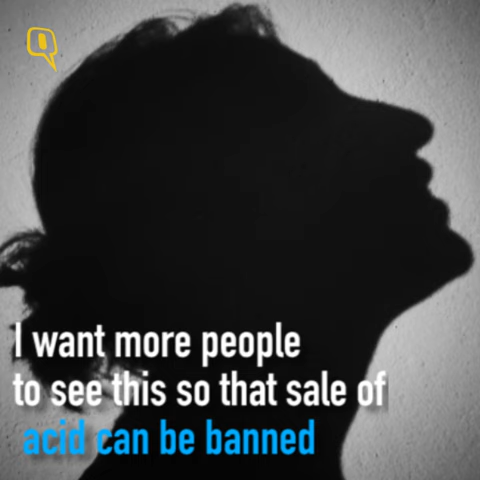 I want more people
to see this so that sale of
acid can be banned